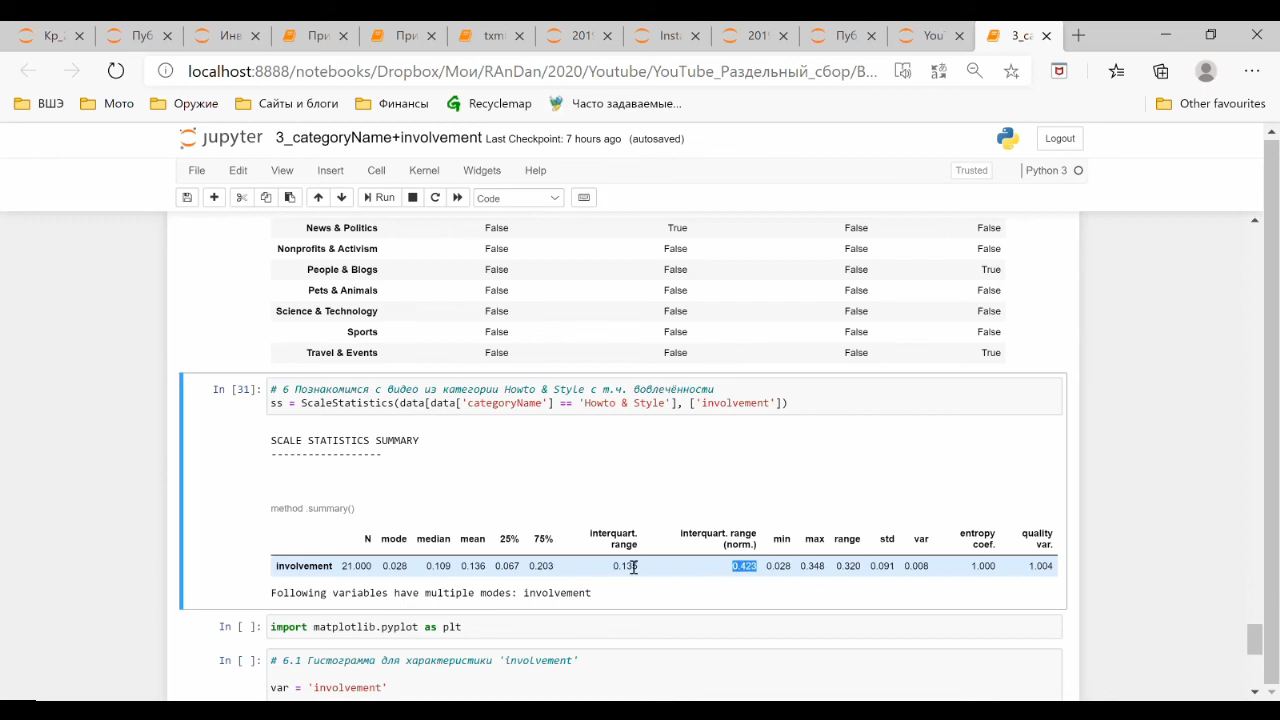 Кр_
Пуб
Инв
При
При
txmi
2019
Insta
2019
Пуб
You
3_ca
localhost:8888/notebooks/Dropbox/Мои/RAnDan/2020/Youtube/YouTube_Раздельный_сбор/В...
ВШЭ
Мото
Оружие
Сайты и блоги
Финансы
Recyclemap
Часто задаваемые...
Other favourites
jupyter 3_categoryName+involvement Last Checkpoint: 7 hours ago (autosaved)
Logout
File Edit View Insert Cell Kernel Widgets Help
Trusted
Python 3
Run
Code
News & Politics False True False False
Nonprofits & Activism False False False False
People & Blogs False False False True
Pets & Animals False False False False
Science & Technology False False False False
Sports False False False False
Travel & Events False False False True
In [31]: # 6 Познакомимся с видео из категории Howto & Style с т.ч. вовлечённости
ss = ScaleStatistics(data[data['categoryName'] == 'Howto & Style'], ['involvement'])
SCALE STATISTICS SUMMARY
------------------
method .summary()
N mode median mean 25% 75% interquart. range interquart. range (norm.) min max range std var entropy coef. quality var.
involvement 21.000 0.028 0.109 0.136 0.067 0.203 0.423 0.028 0.348 0.320 0.091 0.008 1.000 1.004
Following variables have multiple modes: involvement
In [ ]: import matplotlib.pyplot as plt
In [ ]: # 6.1 Гистограмма для характеристики 'involvement'
var = 'involvement'